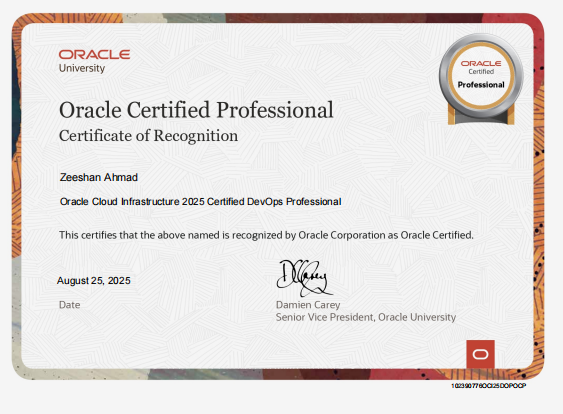 ORACLE
University
ORACLE
Certified
Professional
Oracle Certified Professional
Certificate of Recognition
Zeeshan Ahmad
Oracle Cloud Infrastructure 2025 Certified DevOps Professional
This certifies that the above named is recognized by Oracle Corporation as Oracle Certified.
August 25, 2025
Date
Damien Carey
Senior Vice President, Oracle University
102390776OCI25DOPOCP